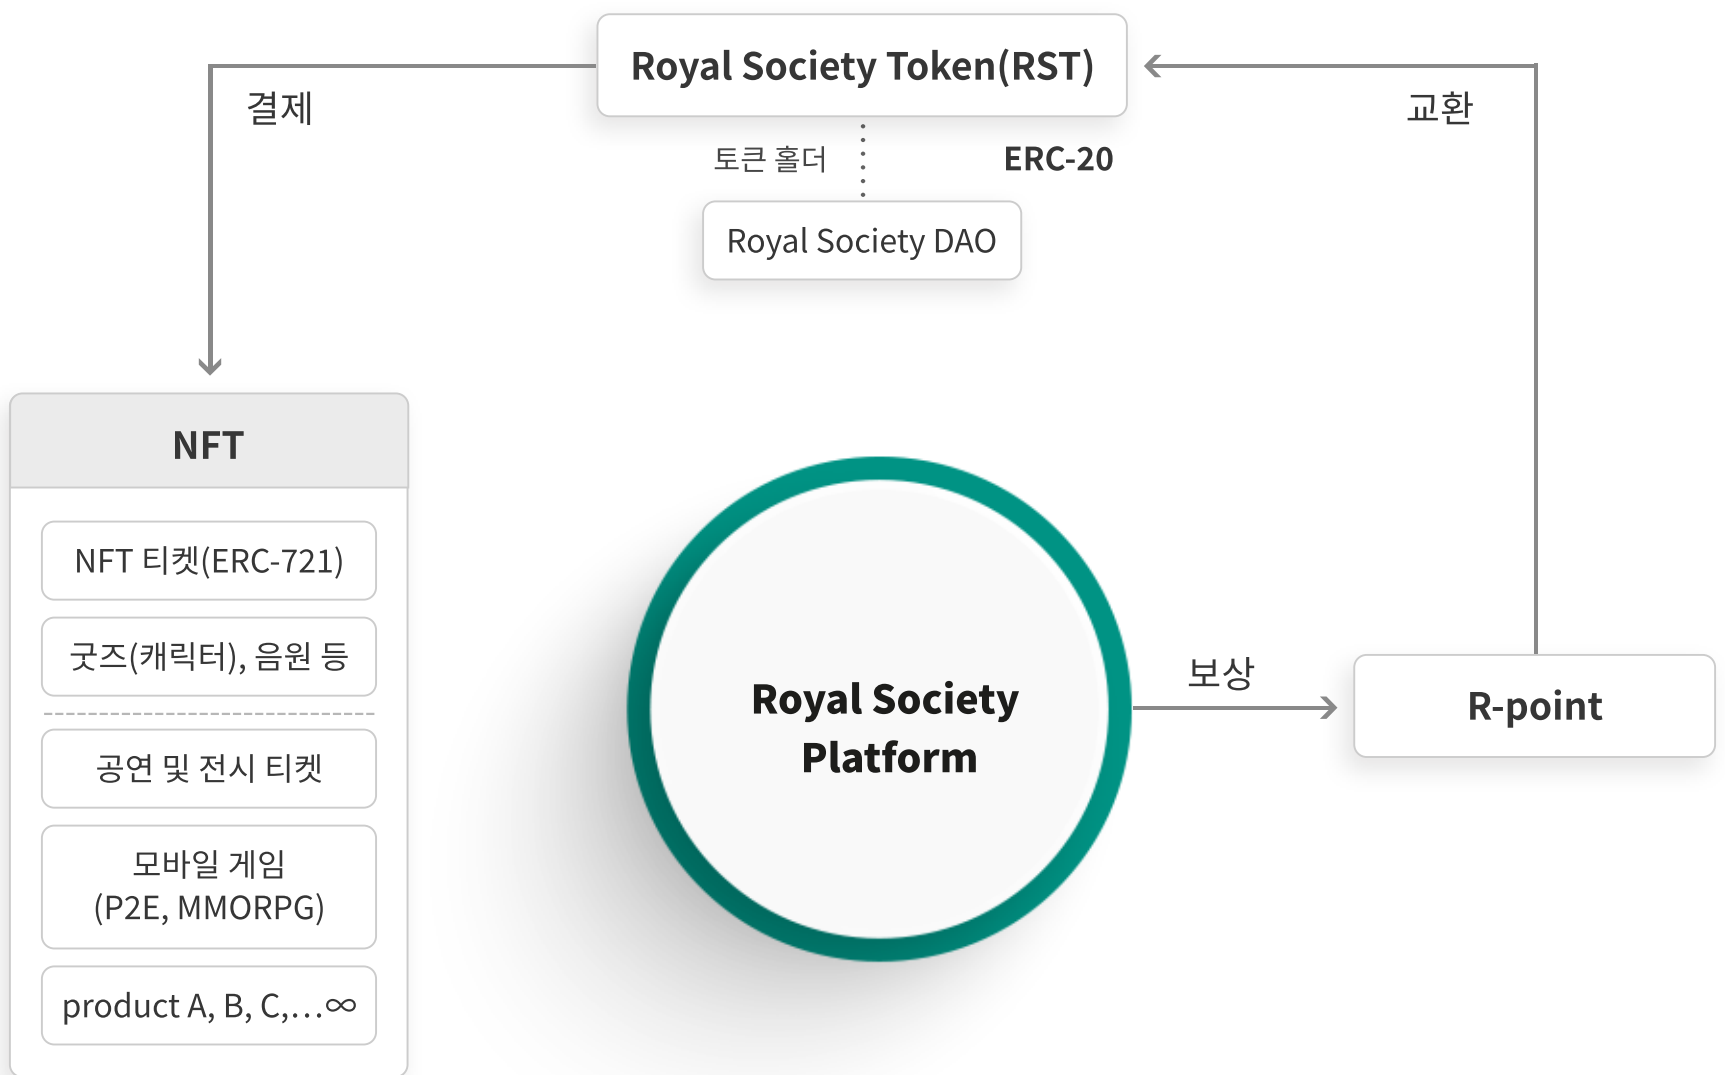 Royal Society Token(RST)
결제
교환
토큰 홀더
ERC-20
Royal Society DAO
NFT
NFT 티켓(ERC-721)
굿즈(캐릭터), 음원 등
공연 및 전시 티켓
모바일 게임
(P2E, MMORPG)
product A, B, C,...∞
Royal Society
Platform
보상
R-point